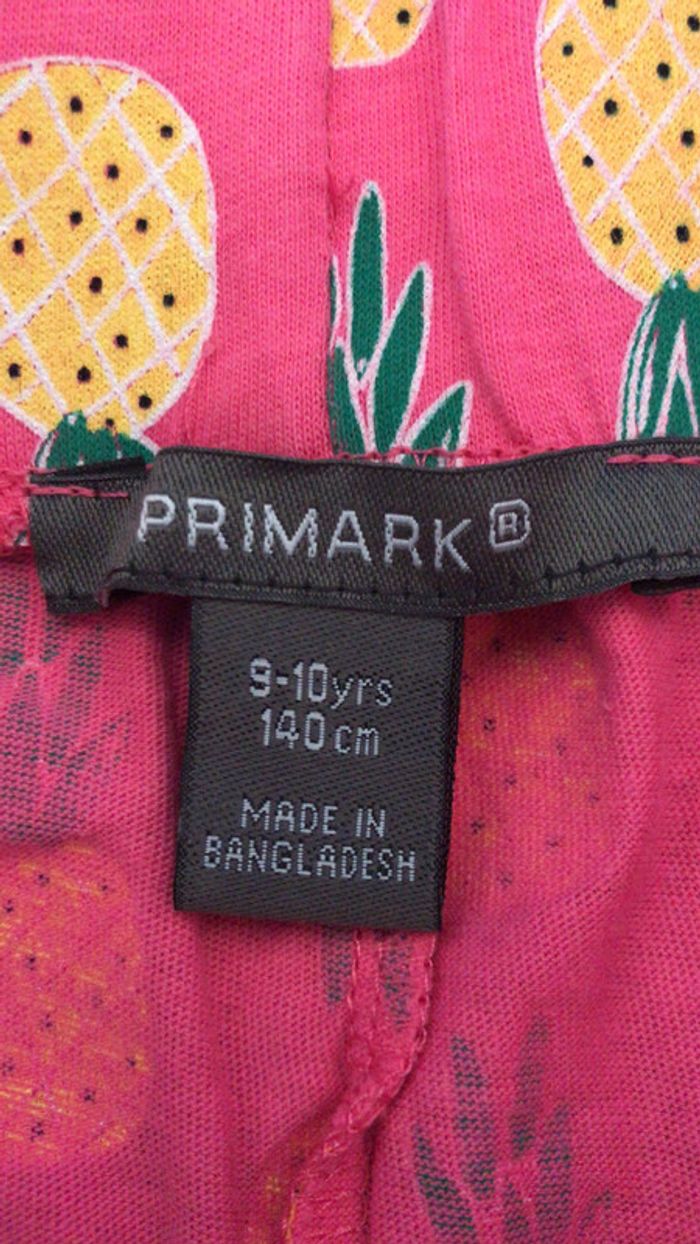 PRIMARK®
9-10yrs
140cm
MADE IN
BANGLADESH